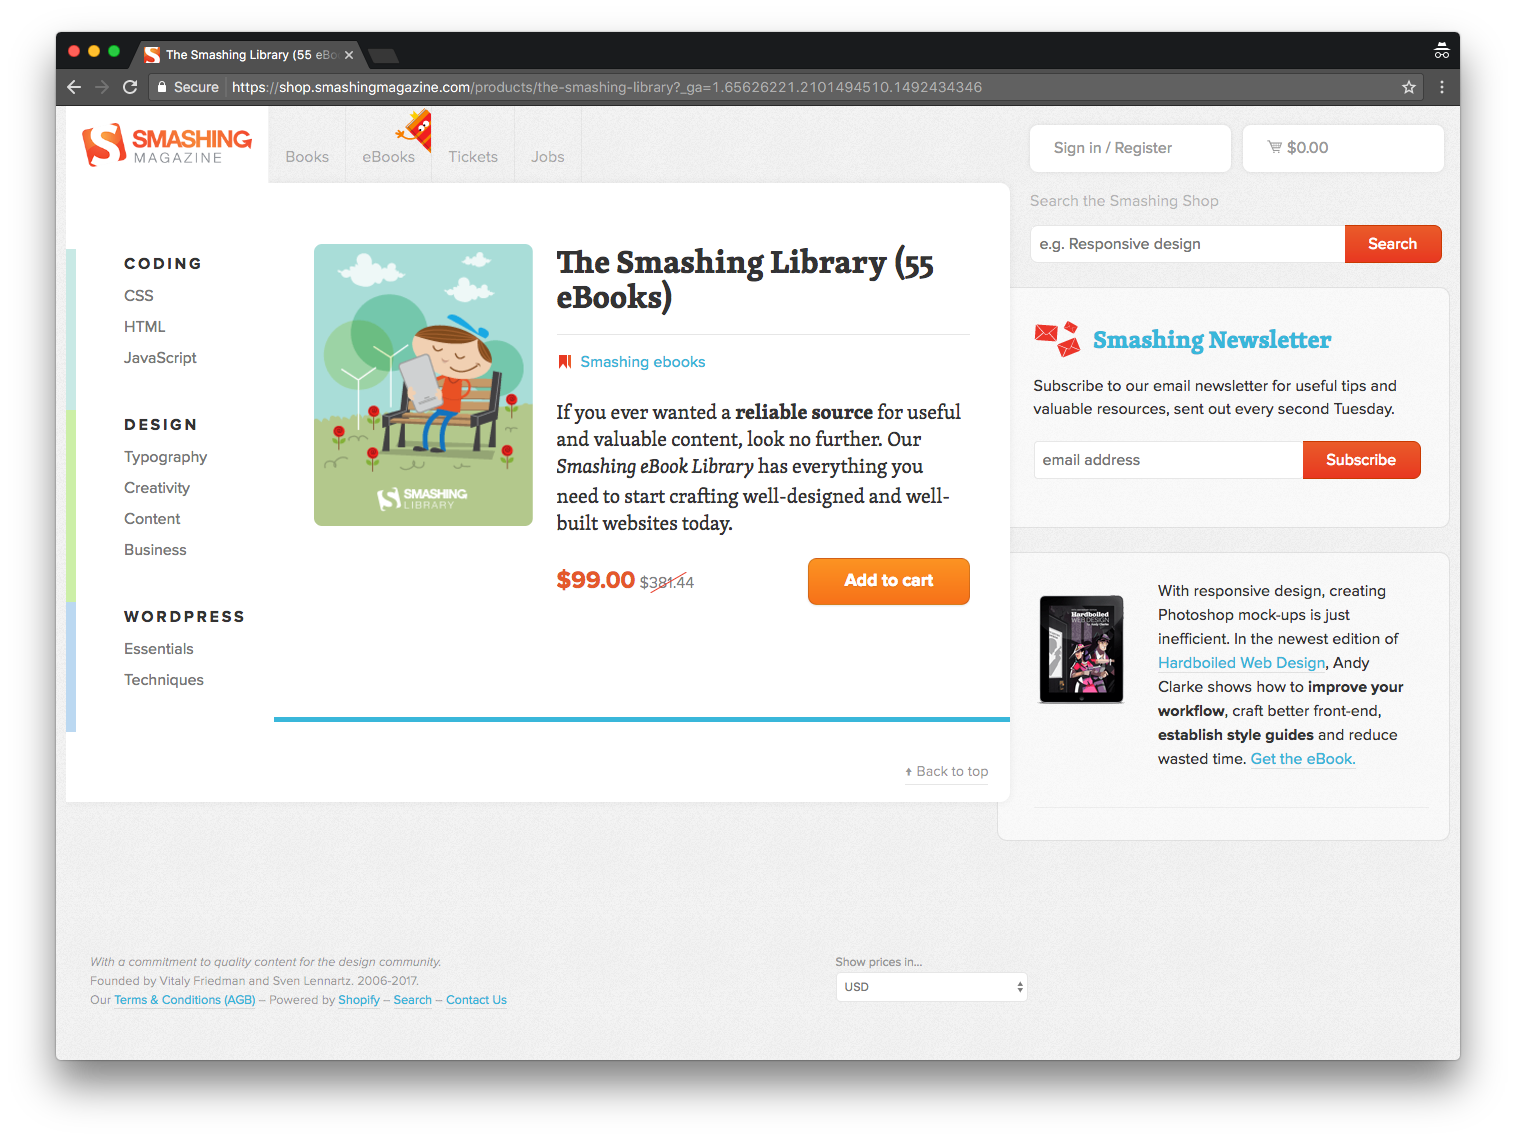 The Smashing Library (55 eBo
Secure
https://shop.smashingmagazine.com/products/the-smashing-library?_ga=1.65626221.2101494510.1492434346
SMASHING
MAGAZINE
Books
eBooks
Tickets
Jobs
Sign in / Register
$0.00
Search the Smashing Shop
e.g. Responsive design
Search
CODING
CSS
HTML
JavaScript
DESIGN
Typography
Creativity
Content
Business
WORDPRESS
Essentials
Techniques
SMASHING
LIBRARY
The Smashing Library (55
eBooks)
Smashing ebooks
If you ever wanted a reliable source for useful
and valuable content, look no further. Our
Smashing eBook Library has everything you
need to start crafting well-designed and well-
built websites today.
$99.00 $381.44
Add to cart
Back to top
Smashing Newsletter
Subscribe to our email newsletter for useful tips and
valuable resources, sent out every second Tuesday.
email address
Subscribe
Hardboiled
WEB DESIGN
With responsive design, creating
Photoshop mock-ups is just
inefficient. In the newest edition of
Hardboiled Web Design, Andy
Clarke shows how to improve your
workflow, craft better front-end,
establish style guides and reduce
wasted time. Get the eBook.
With a commitment to quality content for the design community.
Founded by Vitaly Friedman and Sven Lennartz. 2006-2017.
Our Terms & Conditions (AGB) – Powered by Shopify – Search – Contact Us
Show prices in...
USD